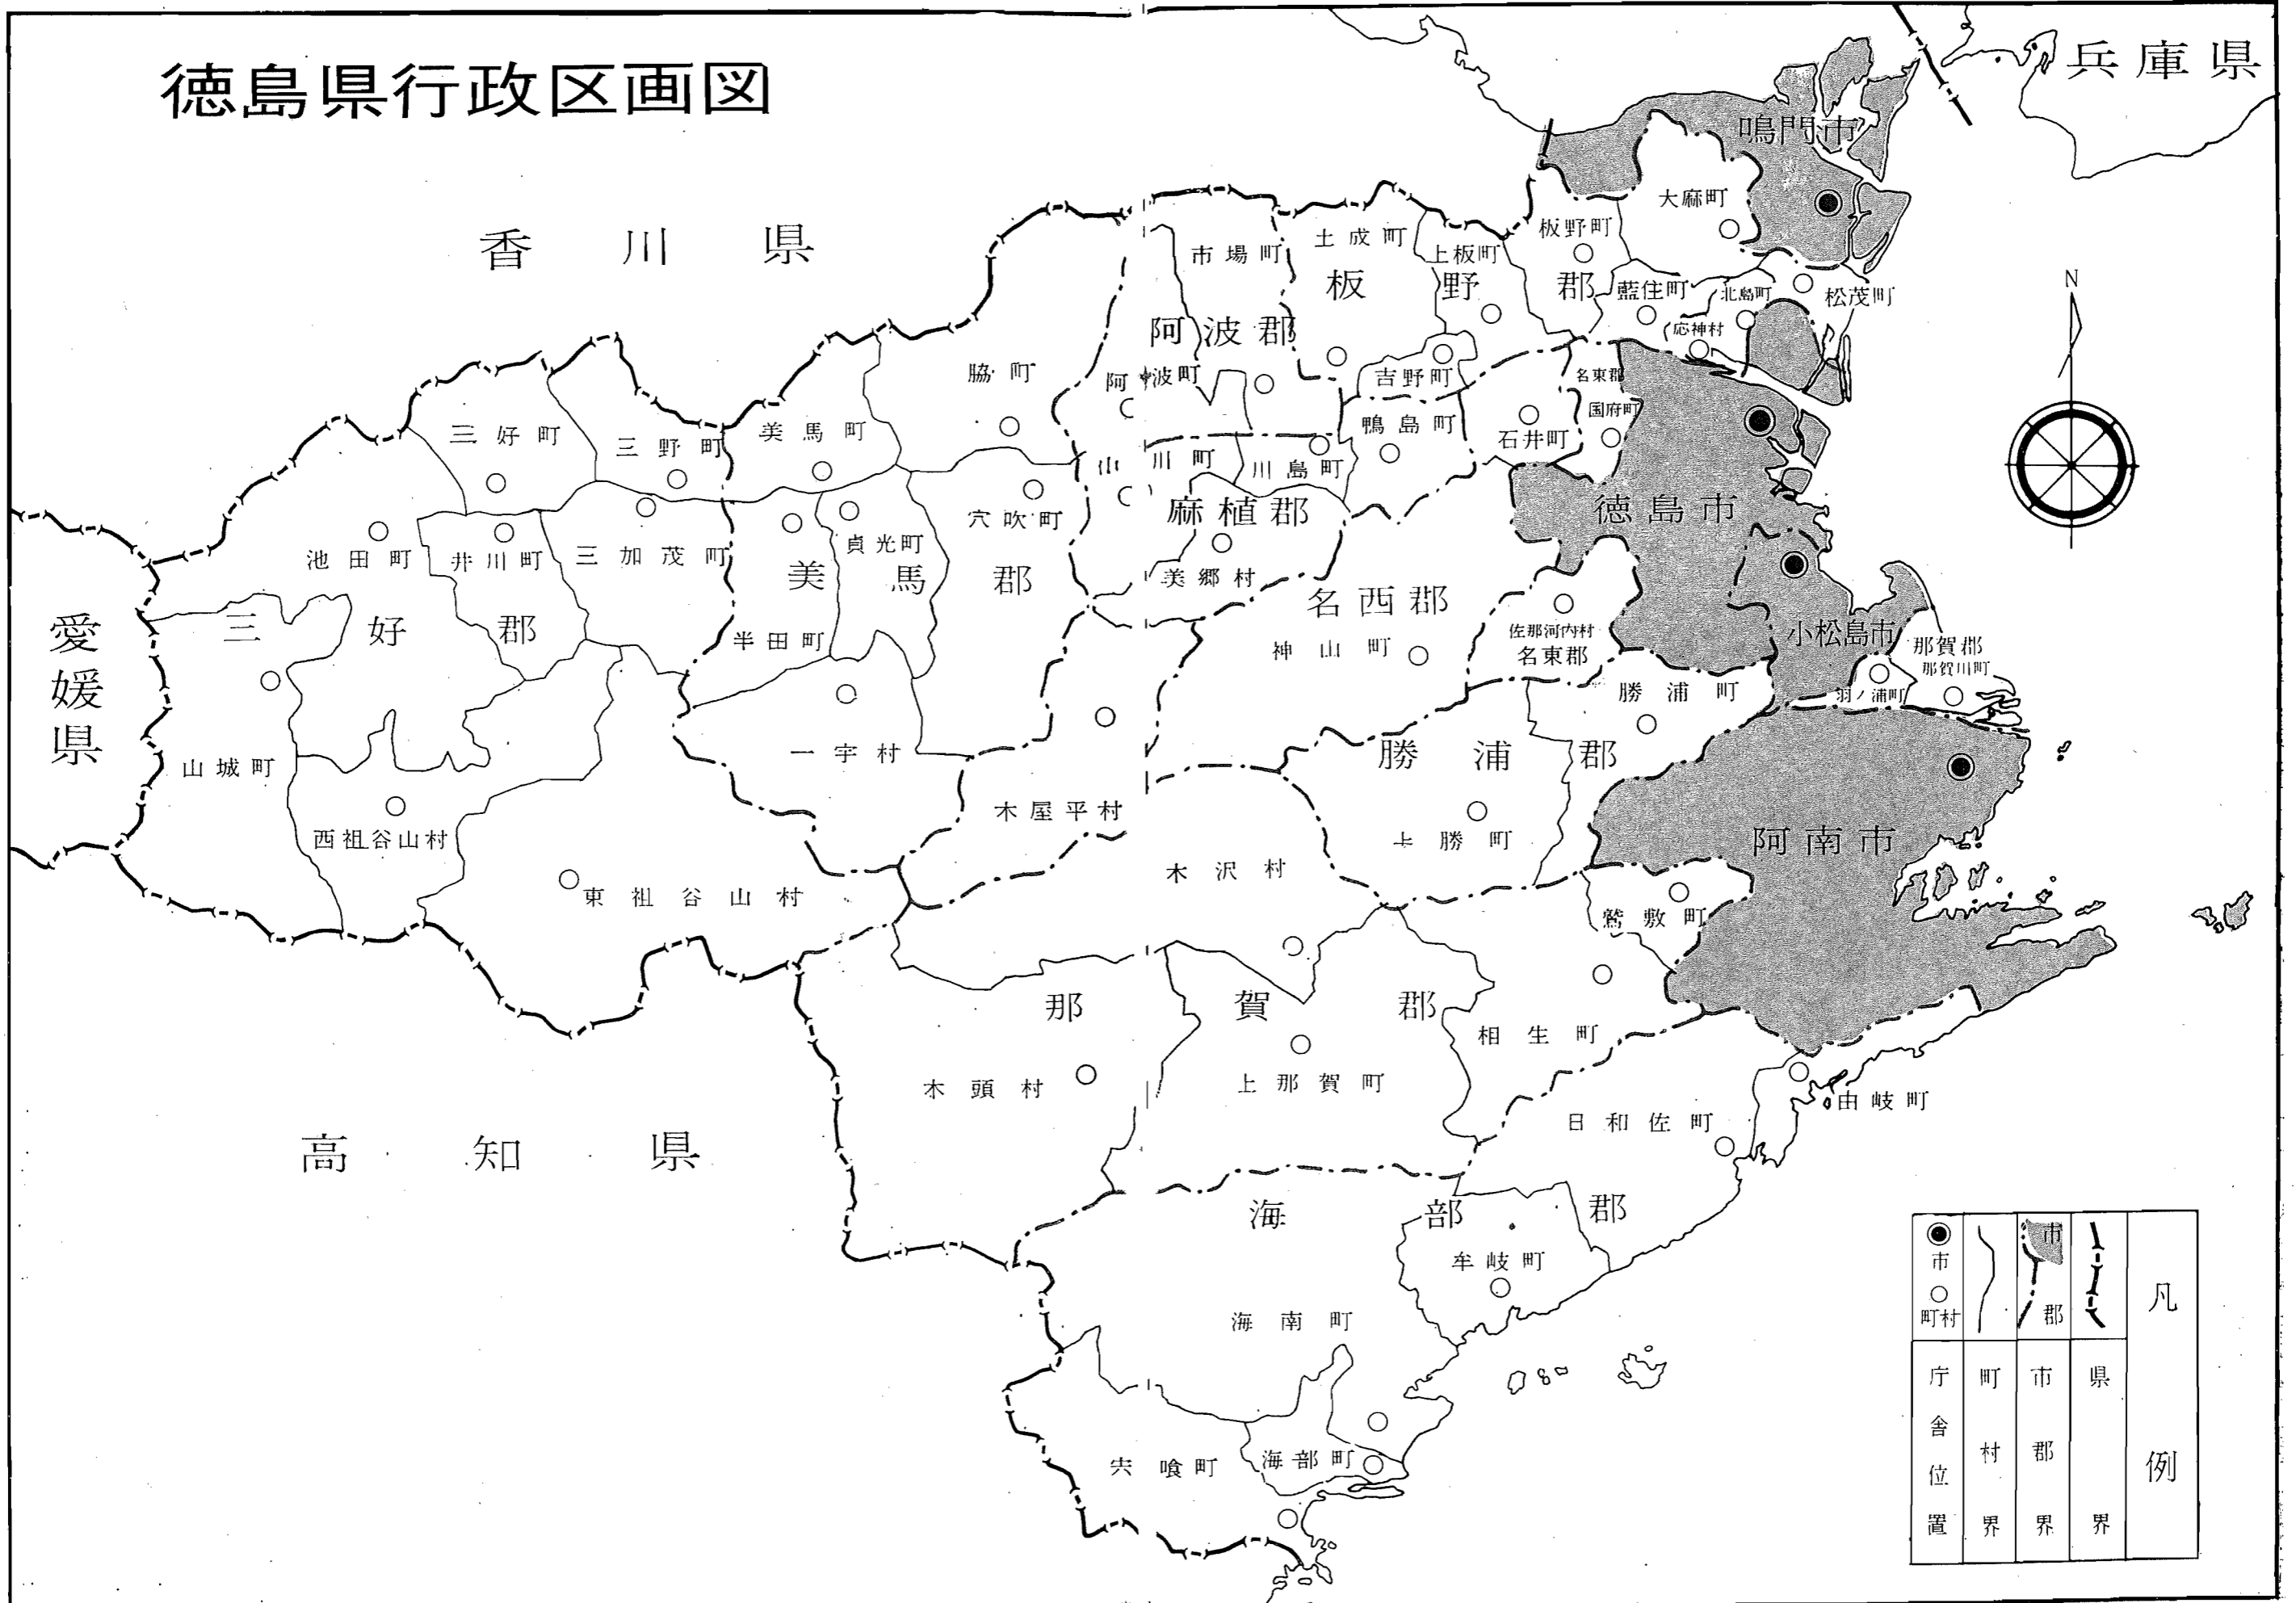 徳島県行政区画図
兵庫県
香川県
愛媛県
高知県
N
鳴門市
大麻町
板野町
土成町
上板町
市場町
板野郡
藍住町
北島町
松茂町
応神村
阿波郡
阿波町
吉野町
脇町
名東郡
国府町
石井町
鴨島町
川島町
山川町
麻植郡
美郷村
徳島市
三好町
三野町
美馬町
池田町
井川町
三加茂町
貞光町
穴吹町
美馬郡
半田町
三好郡
名西郡
神山町
佐那河内村
名東郡
小松島市
那賀郡
那賀川町
羽ノ浦町
勝浦町
勝浦郡
上勝町
山城町
西祖谷山村
東祖谷山村
一宇村
木屋平村
木沢村
阿南市
鷲敷町
相生町
那賀郡
木頭村
上那賀町
日和佐町
由岐町
海部郡
牟岐町
海南町
宍喰町
海部町
凡例
県界
市
郡
市郡界
町村界
市
町村
庁舎位置